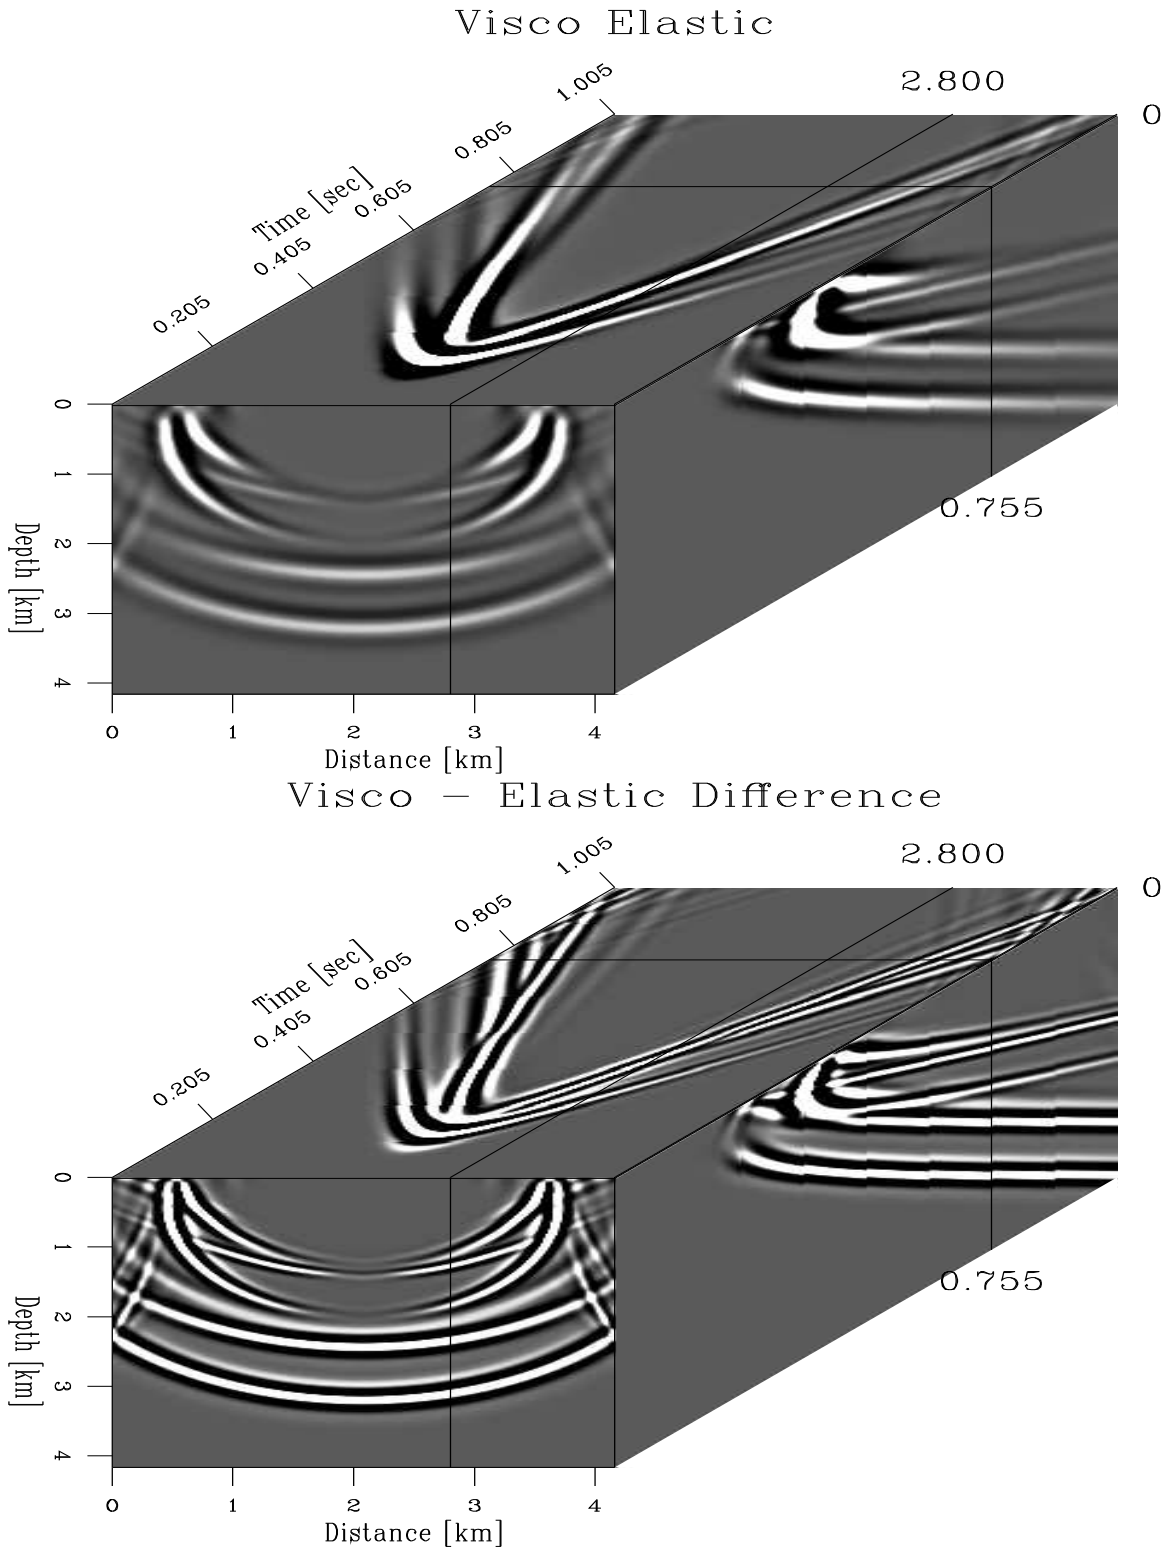 Visco Elastic
2.800
0
1.005
0.805
Time [sec]
0.605
0.405
0.205
0
1
2
3
4
Depth [km]
0.755
0 1 2 3 4
Distance [km]
Visco − Elastic Difference
2.800
0
1.005
0.805
Time [sec]
0.605
0.405
0.205
0
1
2
3
4
Depth [km]
0.755
0 1 2 3 4
Distance [km]